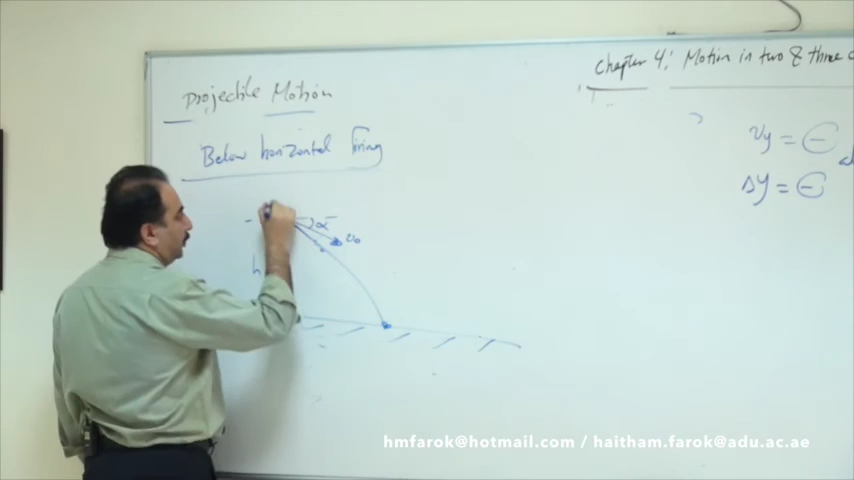 Projectile Motion
Below horizontal firing
α
v₀
h
Chapter 4: Motion in two & three
vy = ⊖
Δy = ⊖
hmfarok@hotmail.com / haitham.farok@adu.ac.ae